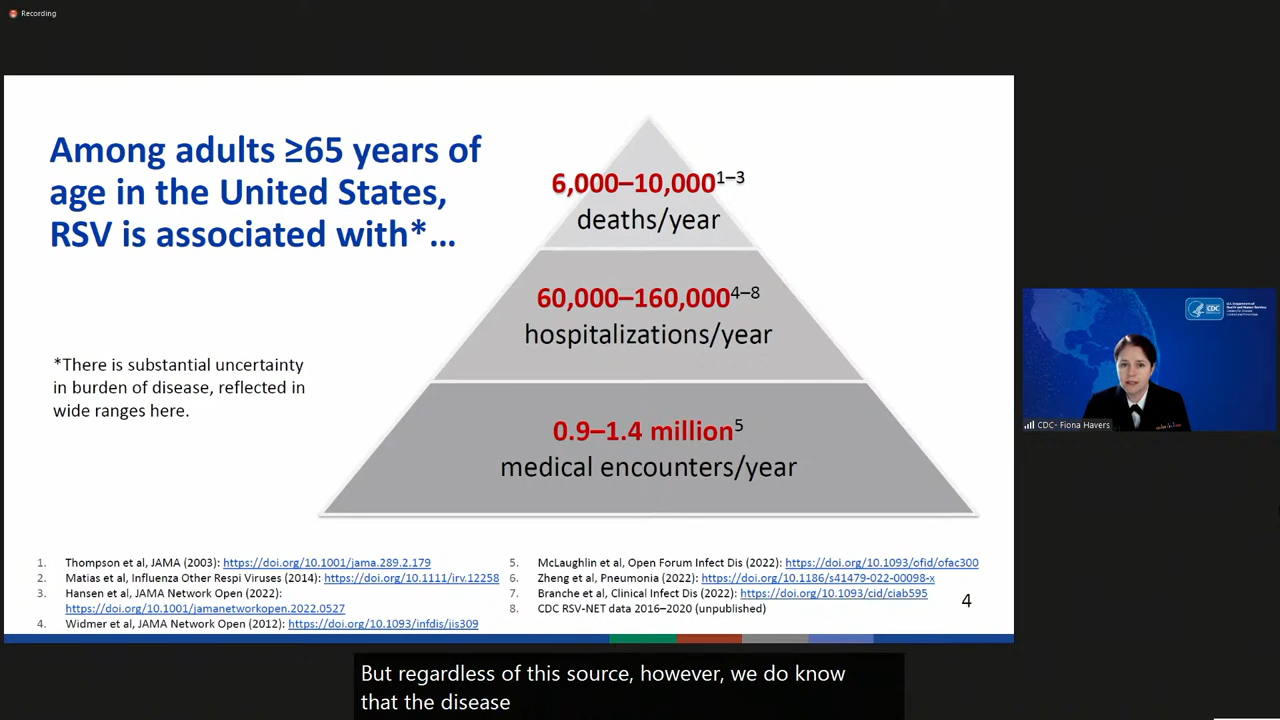 Recording
Among adults ≥65 years of
age in the United States,
RSV is associated with*…
*There is substantial uncertainty
in burden of disease, reflected in
wide ranges here.
6,000–10,000¹⁻³
deaths/year
60,000–160,000⁴⁻⁸
hospitalizations/year
0.9–1.4 million⁵
medical encounters/year
1. Thompson et al, JAMA (2003): https://doi.org/10.1001/jama.289.2.179
2. Matias et al, Influenza Other Respi Viruses (2014): https://doi.org/10.1111/irv.12258
3. Hansen et al, JAMA Network Open (2022):
https://doi.org/10.1001/jamanetworkopen.2022.0527
4. Widmer et al, JAMA Network Open (2012): https://doi.org/10.1093/infdis/jis309
5. McLaughlin et al, Open Forum Infect Dis (2022): https://doi.org/10.1093/ofid/ofac300
6. Zheng et al, Pneumonia (2022): https://doi.org/10.1186/s41479-022-00098-x
7. Branche et al, Clinical Infect Dis (2022): https://doi.org/10.1093/cid/ciab595
8. CDC RSV-NET data 2016–2020 (unpublished)
4
CDC
CDC- Fiona Havers
But regardless of this source, however, we do know
that the disease